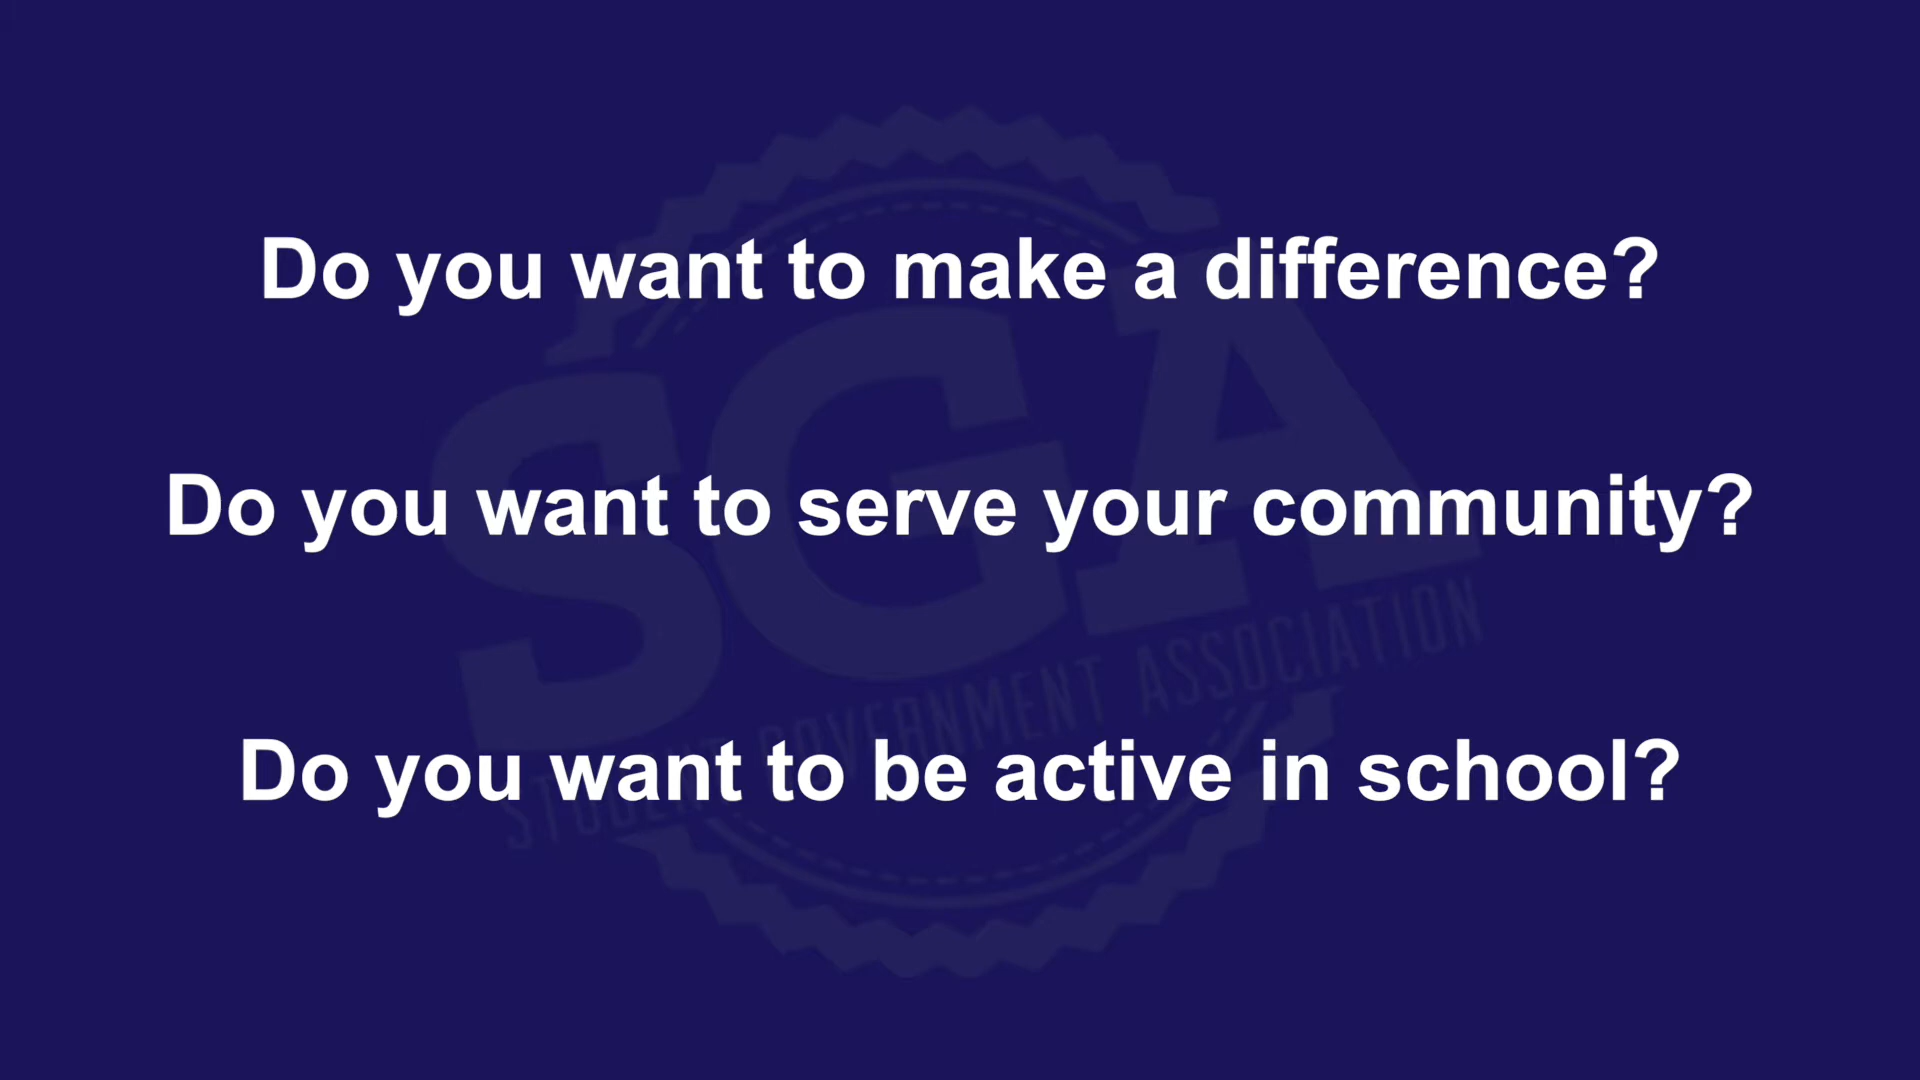 Do you want to make a difference?
Do you want to serve your community?
Do you want to be active in school?
SGA
STUDENT GOVERNMENT ASSOCIATION